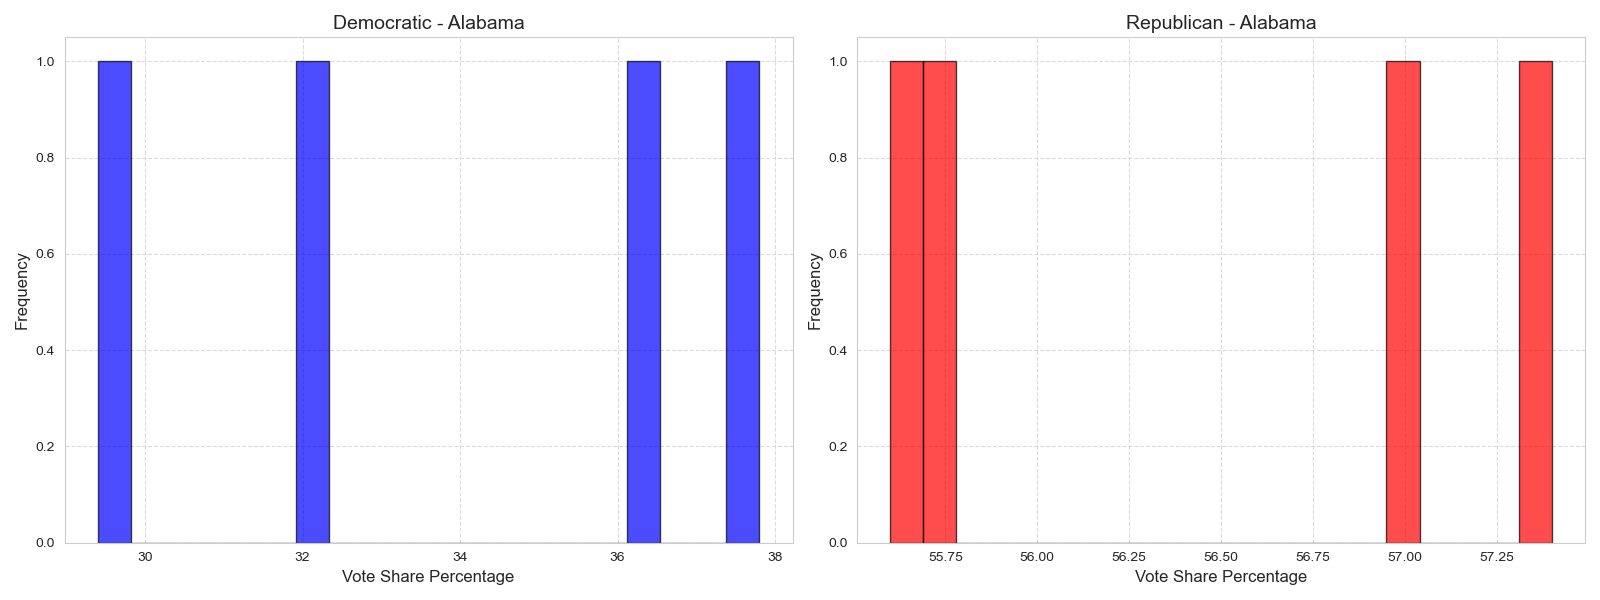 Democratic - Alabama
1.0
0.8
0.6
0.4
0.2
0.0
Frequency
30 32 34 36 38
Vote Share Percentage
Republican - Alabama
1.0
0.8
0.6
0.4
0.2
0.0
Frequency
55.75 56.00 56.25 56.50 56.75 57.00 57.25
Vote Share Percentage